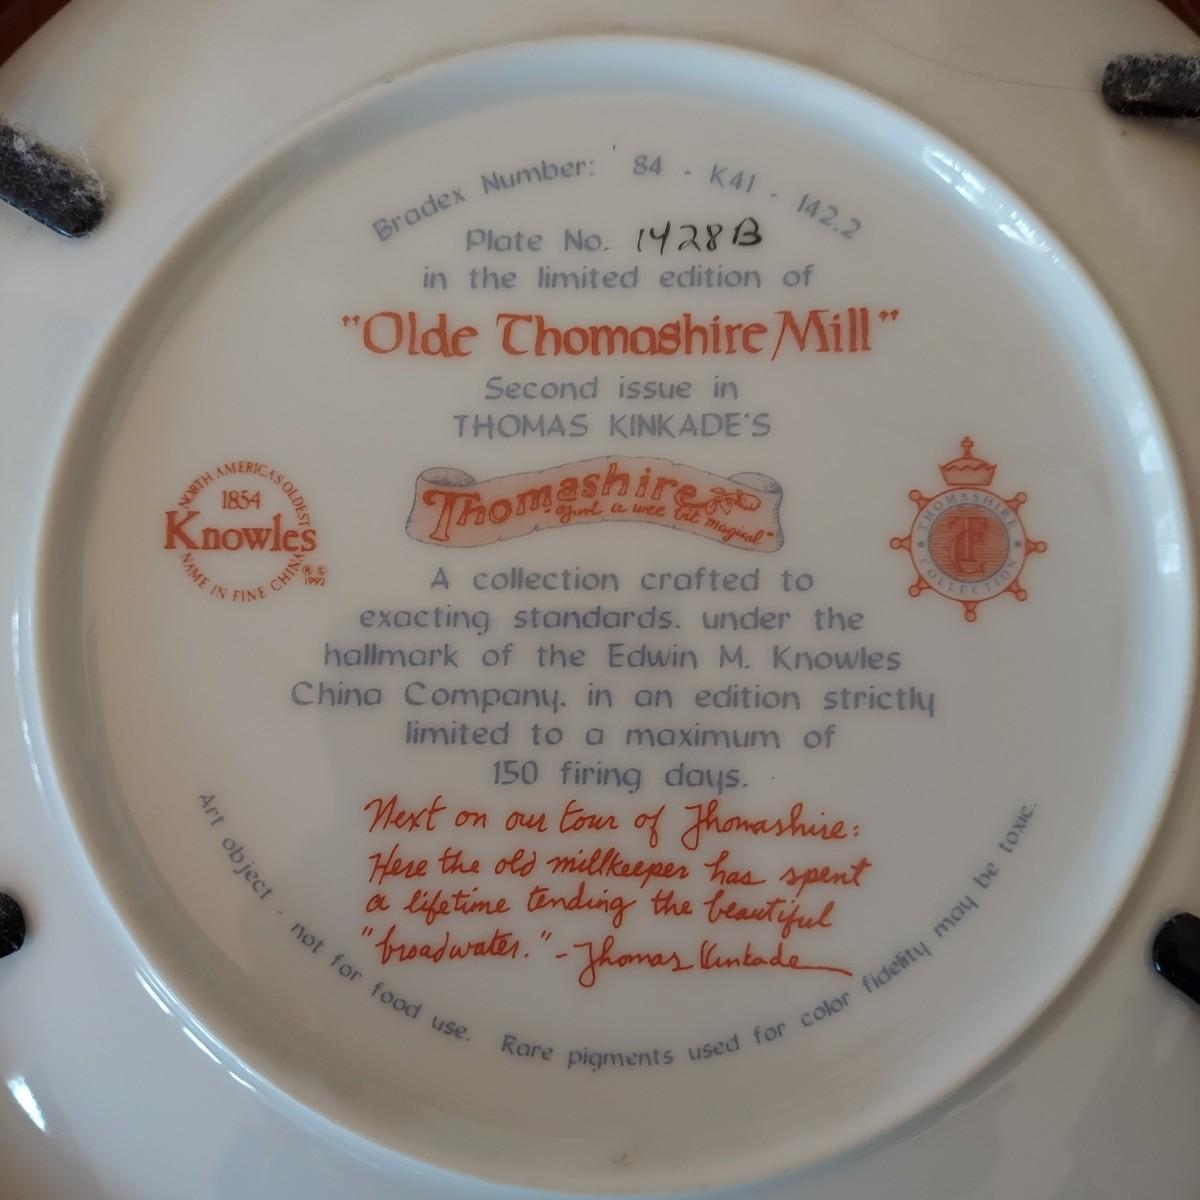 Bradex Number: 84 - K41 - 142.2
Plate No. 1428B
in the limited edition of
"Olde Thomashire Mill"
Second issue in
THOMAS KINKADE'S
Thomashire
"Just a wee bit magical"
NORTH AMERICA'S OLDEST
1854
Knowles
NAME IN FINE CHINA
® ©
1992
THOMASHIRE
TC
COLLECTION
A collection crafted to
exacting standards. under the
hallmark of the Edwin M. Knowles
China Company. in an edition strictly
limited to a maximum of
150 firing days.
Next on our tour of Thomashire:
Here the old millkeeper has spent
a lifetime tending the beautiful
"broadwater." - Thomas Kinkade
Art object - not for food use. Rare pigments used for color fidelity may be toxic.